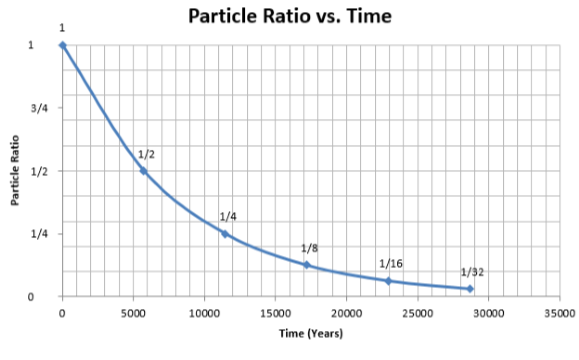 Particle Ratio vs. Time
1
1
3/4
1/2
1/2
1/4
1/4
1/8
1/16
1/32
0
0 5000 10000 15000 20000 25000 30000 35000
Particle Ratio
Time (Years)